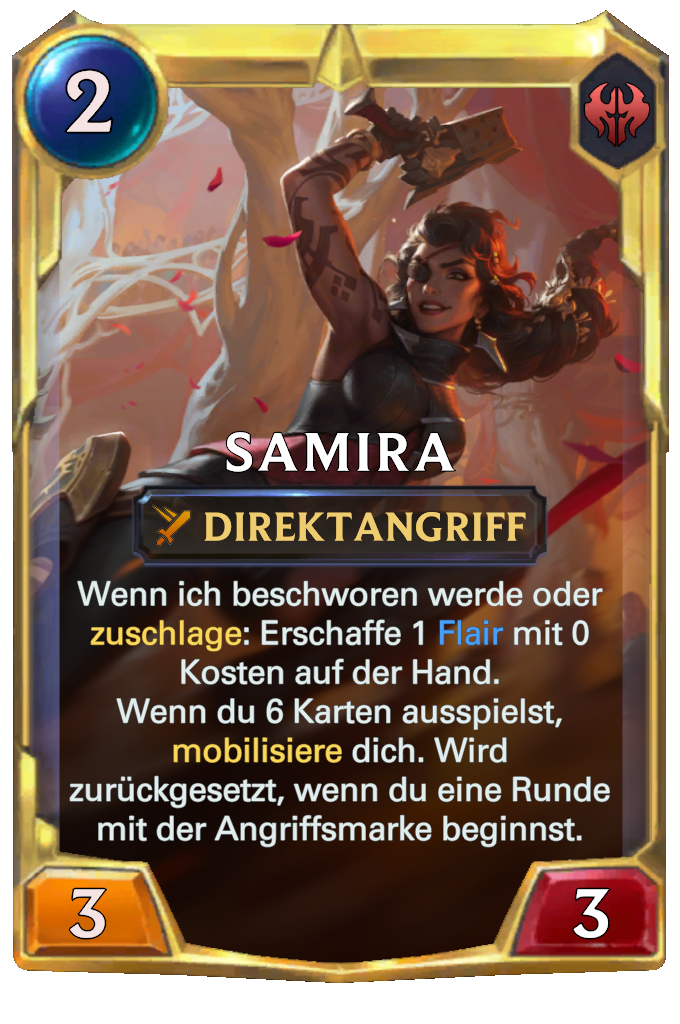 2
SAMIRA
DIREKTANGRIFF
Wenn ich beschworen werde oder
zuschlage: Erschaffe 1 Flair mit 0
Kosten auf der Hand.
Wenn du 6 Karten ausspielst,
mobilisiere dich. Wird
zurückgesetzt, wenn du eine Runde
mit der Angriffsmarke beginnst.
3
3